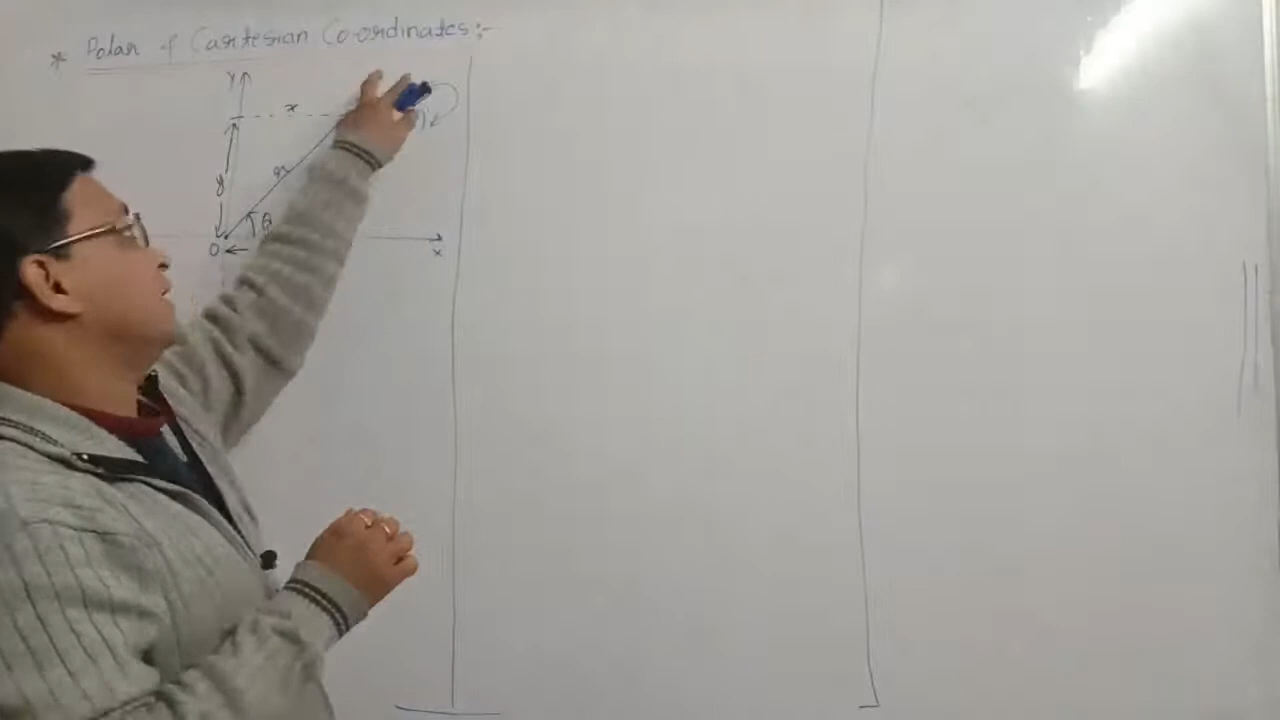 * Polar & Cartesian Co-ordinates :-
Y
x
y
r
θ
O
x